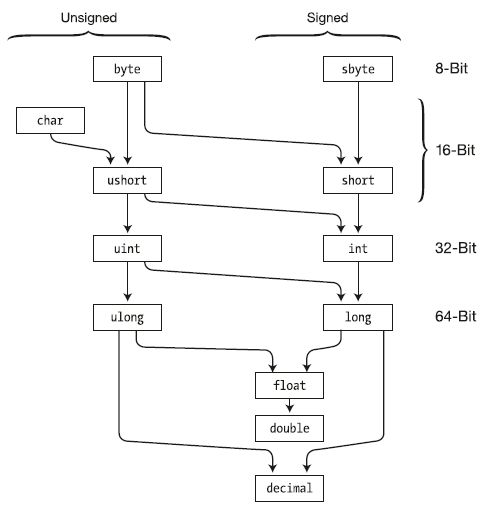 Unsigned
Signed
byte
sbyte
8-Bit
char
16-Bit
ushort
short
uint
int
32-Bit
ulong
long
64-Bit
float
double
decimal